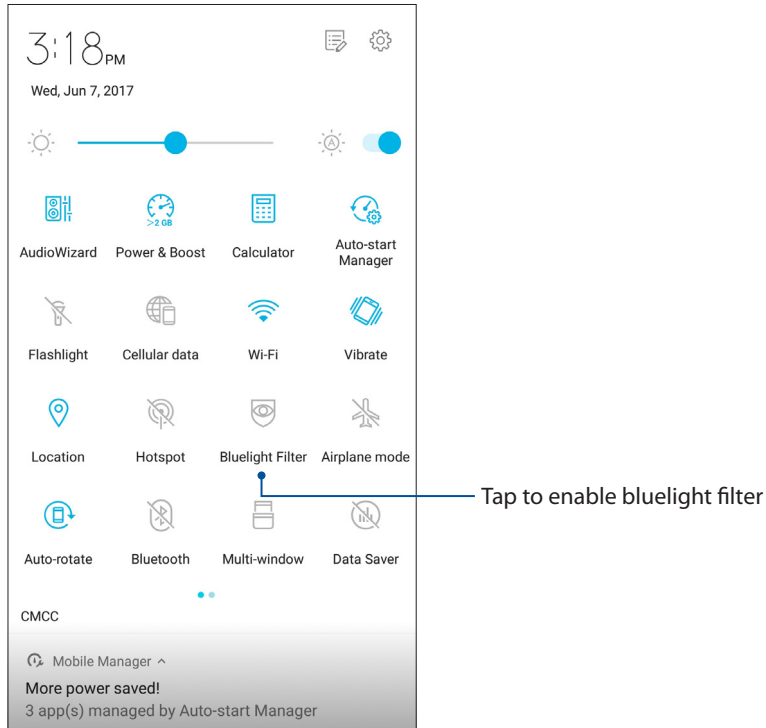 3:18 PM
Wed, Jun 7, 2017
A
>2 GB
AudioWizard Power & Boost Calculator Auto-start Manager
Flashlight Cellular data Wi-Fi Vibrate
Location Hotspot Bluelight Filter Airplane mode
Tap to enable bluelight filter
Auto-rotate Bluetooth Multi-window Data Saver
CMCC
Mobile Manager
More power saved!
3 app(s) managed by Auto-start Manager